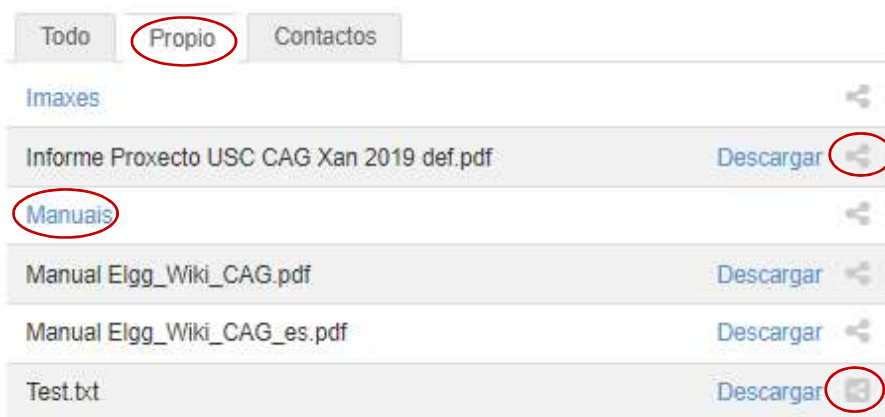 Todo Propio Contactos
Imaxes
Informe Proxecto USC CAG Xan 2019 def.pdf Descargar
Manuais
Manual Elgg_Wiki_CAG.pdf Descargar
Manual Elgg_Wiki_CAG_es.pdf Descargar
Test.txt Descargar